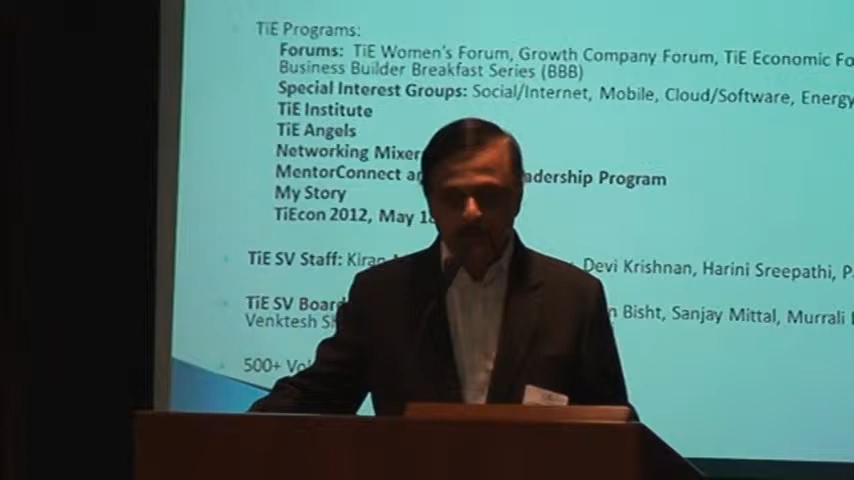 TiE Programs:
Forums: TiE Women's Forum, Growth Company Forum, TiE Economic Fo
Business Builder Breakfast Series (BBB)
Special Interest Groups: Social/Internet, Mobile, Cloud/Software, Energy
TiE Institute
TiE Angels
Networking Mixer
MentorConnect a adership Program
My Story
TiEcon 2012, May 18
TiE SV Staff: Kiran Devi Krishnan, Harini Sreepathi, P
TiE SV Board n Bisht, Sanjay Mittal, Murrali
Venktesh S
500+ Vol